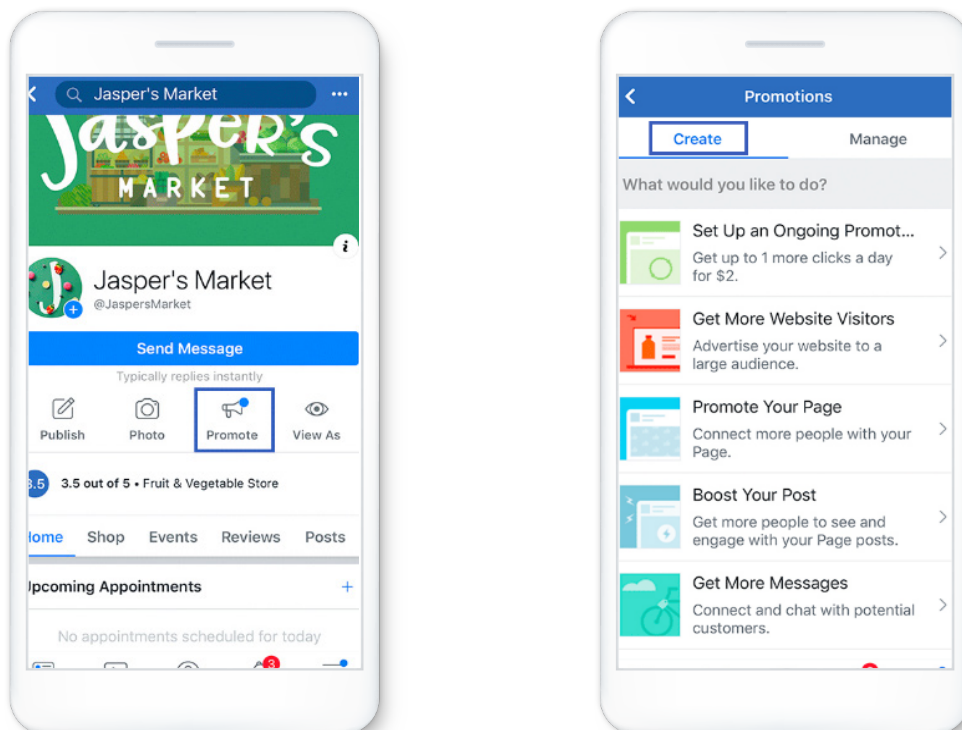 Jasper's Market
Jasper's
MARKET
Jasper's Market
@JaspersMarket
Send Message
Typically replies instantly
Publish
Photo
Promote
View As
3.5
3.5 out of 5 • Fruit & Vegetable Store
Home
Shop
Events
Reviews
Posts
Upcoming Appointments
No appointments scheduled for today
3
Promotions
Create
Manage
What would you like to do?
Set Up an Ongoing Promot...
Get up to 1 more clicks a day
for $2.
Get More Website Visitors
Advertise your website to a
large audience.
Promote Your Page
Connect more people with your
Page.
Boost Your Post
Get more people to see and
engage with your Page posts.
Get More Messages
Connect and chat with potential
customers.